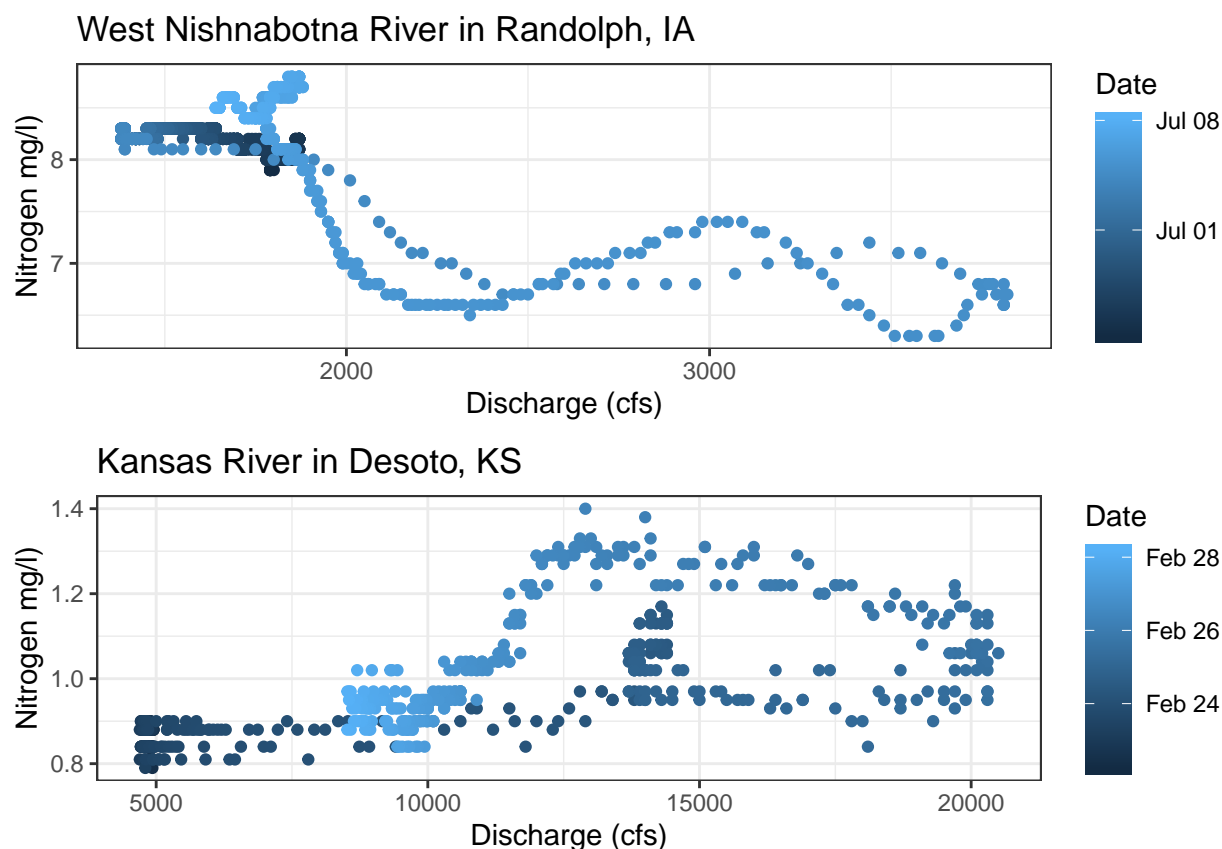 West Nishnabotna River in Randolph, IA
Nitrogen mg/l
8
7
2000
3000
Discharge (cfs)
Date
Jul 08
Jul 01
Kansas River in Desoto, KS
Nitrogen mg/l
1.4
1.2
1.0
0.8
5000
10000
15000
20000
Discharge (cfs)
Date
Feb 28
Feb 26
Feb 24